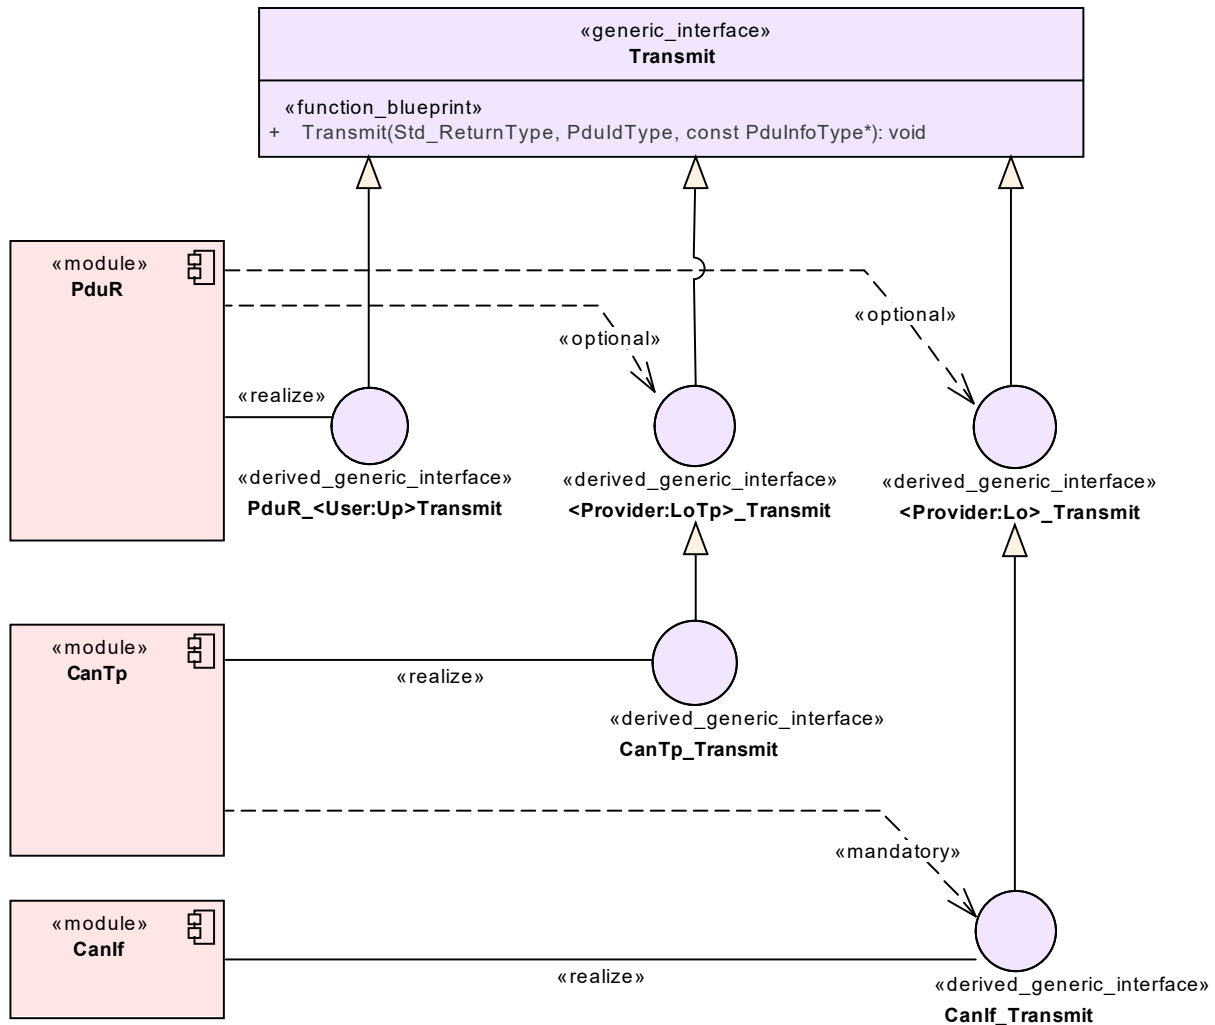 «generic_interface»
Transmit
«function_blueprint»
+ Transmit(Std_ReturnType, PduIdType, const PduInfoType*): void
«module»
PduR
«optional»
«optional»
«realize»
«derived_generic_interface»
PduR_<User:Up>Transmit
«derived_generic_interface»
<Provider:LoTp>_Transmit
«derived_generic_interface»
<Provider:Lo>_Transmit
«module»
CanTp
«realize»
«derived_generic_interface»
CanTp_Transmit
«mandatory»
«module»
CanIf
«realize»
«derived_generic_interface»
CanIf_Transmit